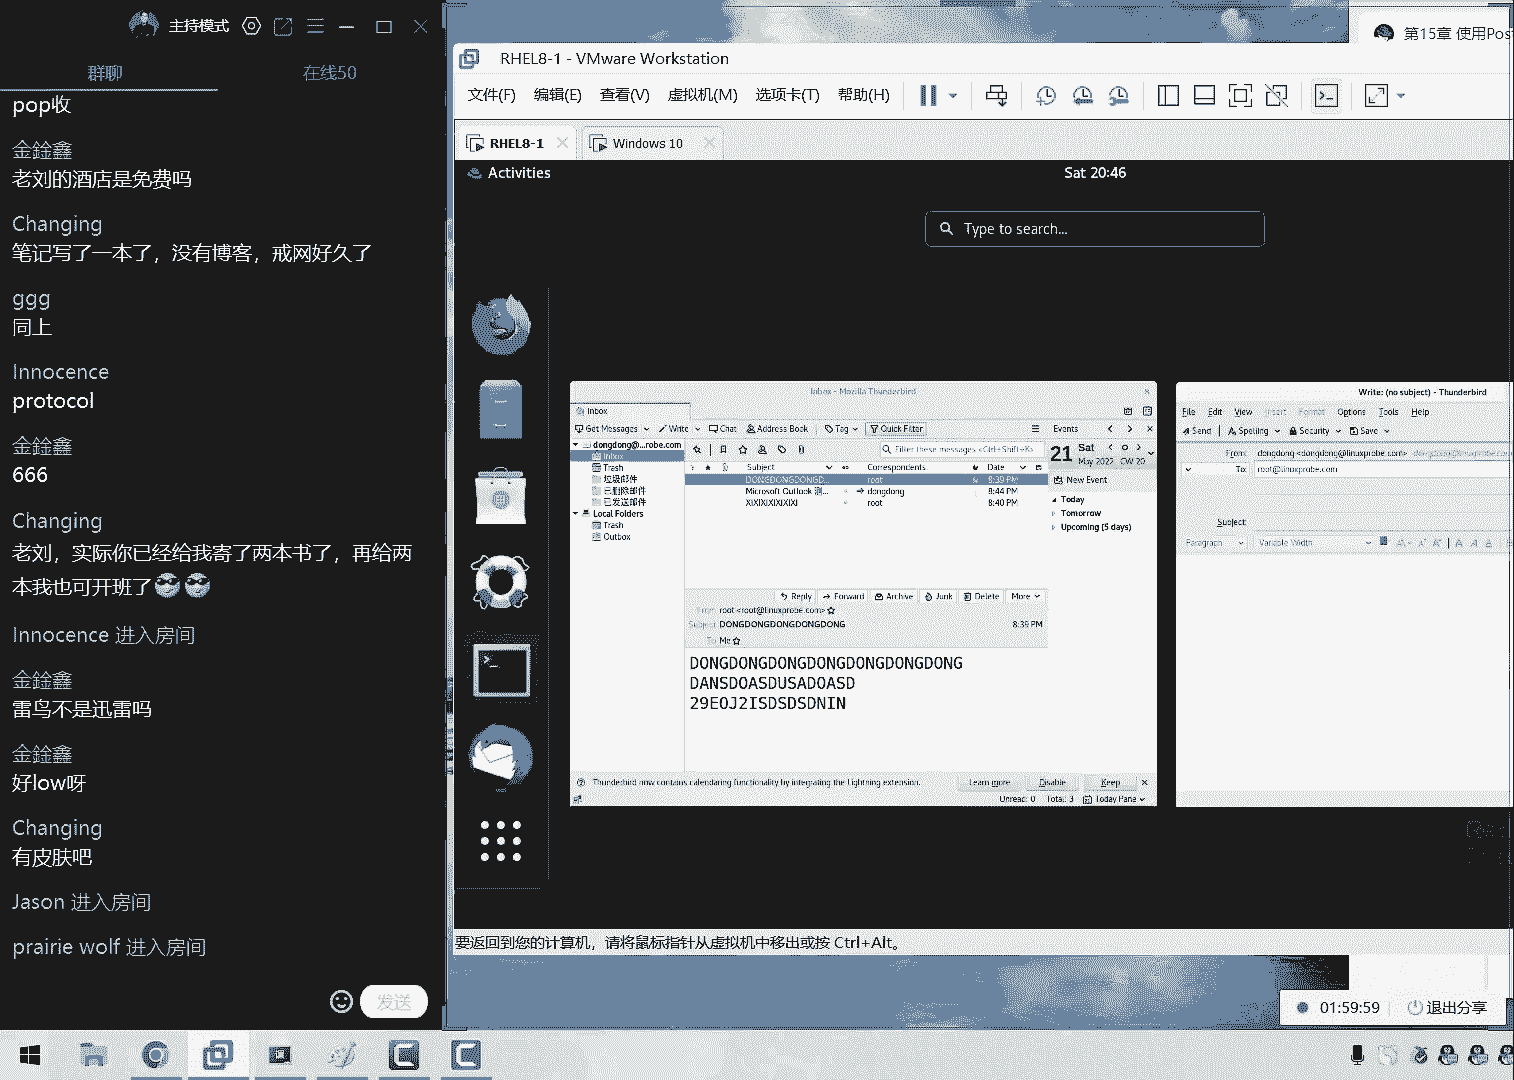 主持模式
群聊
在线50
pop收
金鍂鑫
老刘的酒店是免费吗
Changing
笔记写了一本了，没有博客，戒网好久了
ggg
同上
Innocence
protocol
金鍂鑫
666
Changing
老刘，实际你已经给我寄了两本书了，再给两
本我也可开班了
Innocence 进入房间
金鍂鑫
雷鸟不是迅雷吗
金鍂鑫
好low呀
Changing
有皮肤吧
Jason 进入房间
prairie wolf 进入房间
发送
第15章 使用Pos
RHEL8-1 - VMware Workstation
文件(F) 编辑(E) 查看(V) 虚拟机(M) 选项卡(T) 帮助(H)
RHEL8-1
Windows 10
Activities
Sat 20:46
Type to search...
Inbox - Mozilla Thunderbird
Inbox
Get Messages Write Chat Address Book Tag Quick Filter
Events
dongdong@...robe.com
Inbox
Trash
垃圾邮件
已删除邮件
已发送邮件
Local Folders
Trash
Outbox
Filter these messages <Ctrl+Shift+K>
Subject Correspondents Date
DONGDONGDONGD... root 8:39 PM
Microsoft Outlook 测... dongdong 8:44 PM
XIXIXIXIXIXIXI root 8:40 PM
21 Sat
May 2022 CW 20
New Event
Today
Tomorrow
Upcoming (5 days)
Reply Forward Archive Junk Delete More
From root <root@linuxprobe.com>
Subject DONGDONGDONGDONGDONG 8:39 PM
To Me
DONGDONGDONGDONGDONGDONGDONG
DANSDOASDUSADOASD
29EOJ2ISDSDSDNIN
Thunderbird now contains calendaring functionality by integrating the Lightning extension.
Learn more Disable Keep
Unread: 0 Total: 3 Today Pane
Write: (no subject) - Thunderbird
File Edit View Insert Format Options Tools Help
Send Spelling Security Save
From: dongdong <dongdong@linuxprobe.com> dongdong@linuxprobe.com
To: root@linuxprobe.com
Subject:
Paragraph Variable Width
要返回到您的计算机，请将鼠标指针从虚拟机中移出或按 Ctrl+Alt。
01:59:59
退出分享